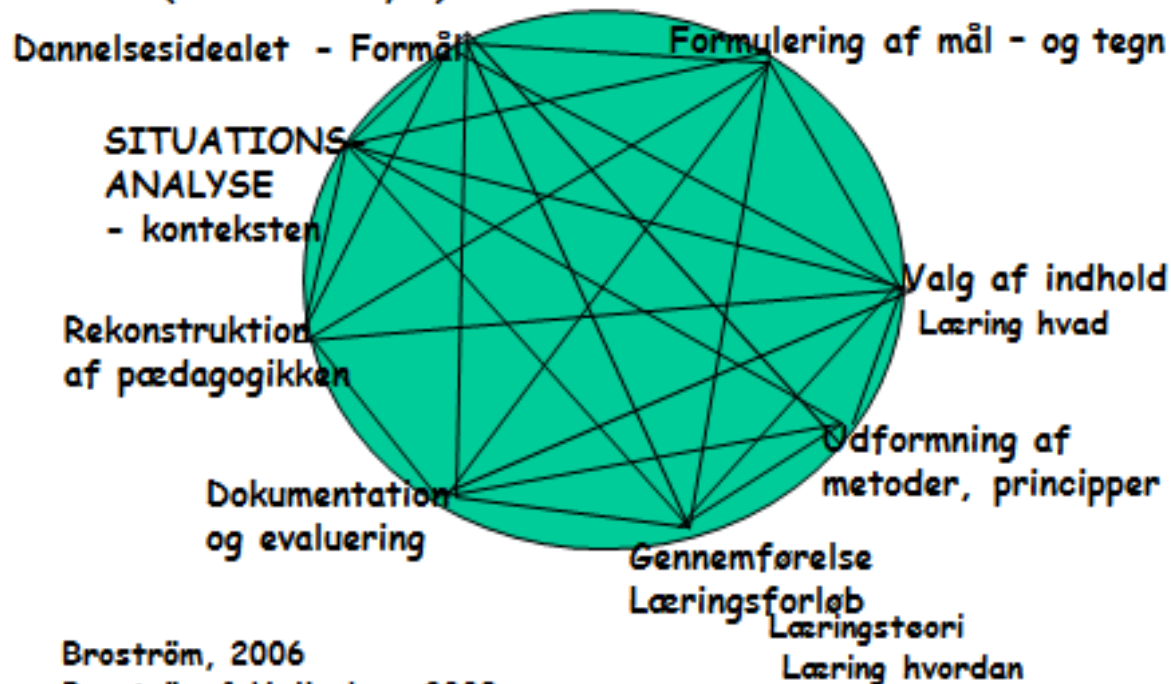 Dannelsesidealet - Formål
Formulering af mål - og tegn
SITUATIONS-
ANALYSE
- konteksten
Valg af indhold
Læring hvad
Rekonstruktion
af pædagogikken
Udformning af
metoder, principper
Dokumentation
og evaluering
Gennemførelse
Læringsforløb
Læringsteori
Læring hvordan
Broström, 2006